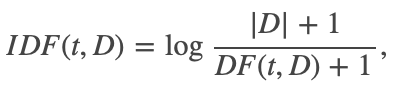 IDF(t, D) = log (|D| + 1) / (DF(t, D) + 1),